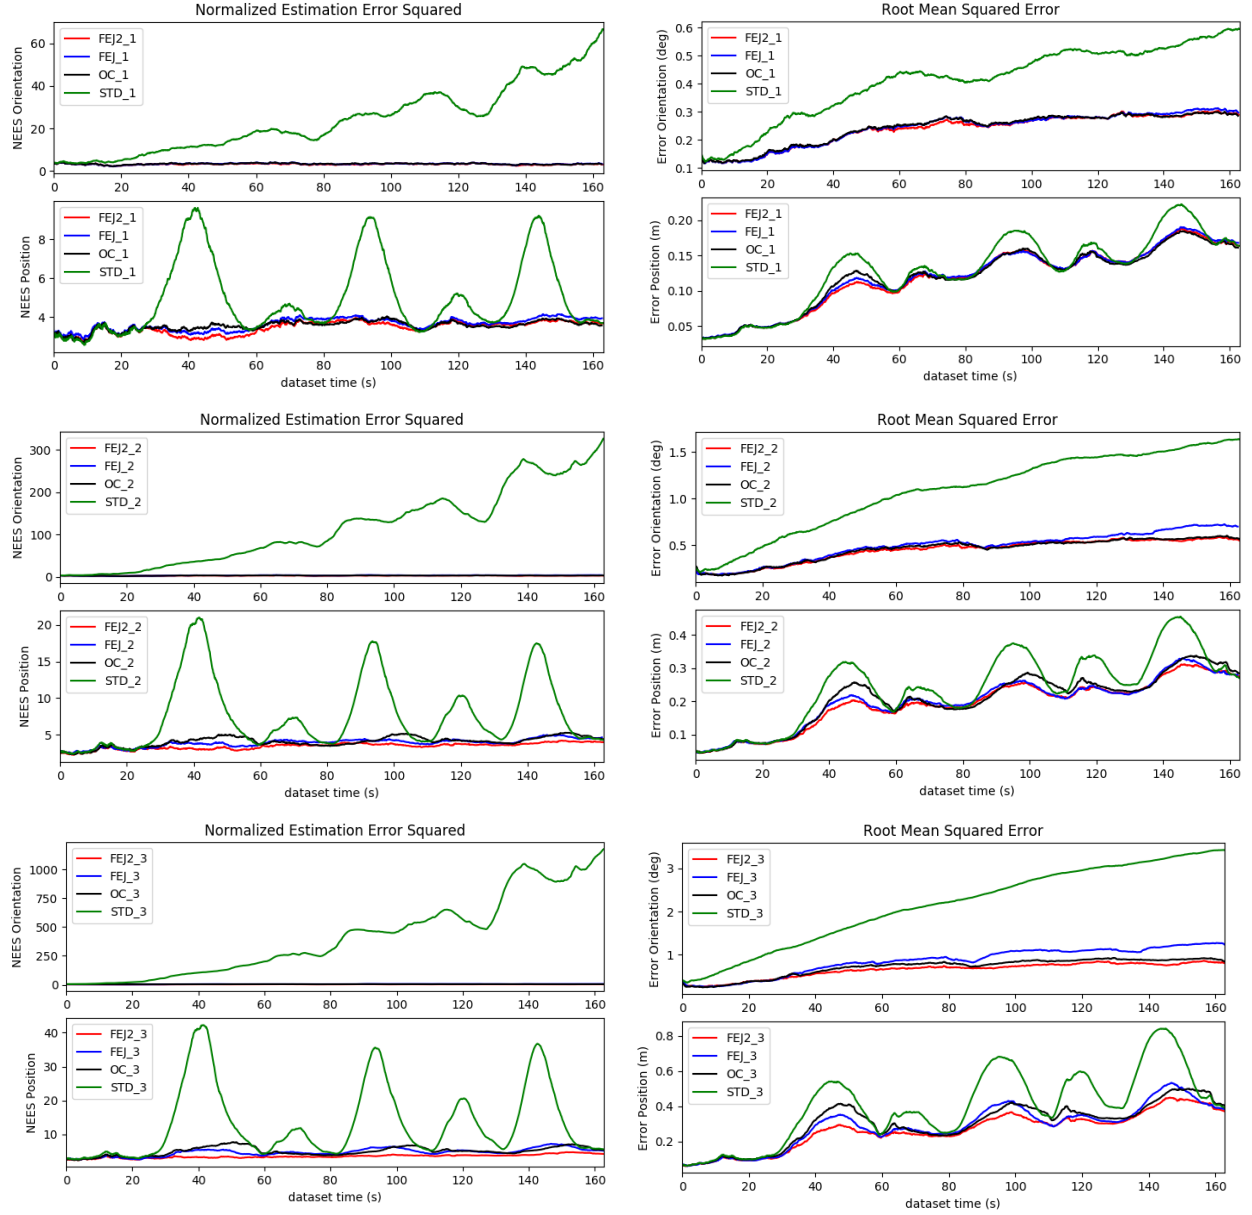 Normalized Estimation Error Squared
NEES Orientation
60
40
20
0
FEJ2_1
FEJ_1
OC_1
STD_1
0 20 40 60 80 100 120 140 160
NEES Position
8
6
4
FEJ2_1
FEJ_1
OC_1
STD_1
0 20 40 60 80 100 120 140 160
dataset time (s)
Root Mean Squared Error
Error Orientation (deg)
0.6
0.5
0.4
0.3
0.2
0.1
FEJ2_1
FEJ_1
OC_1
STD_1
0 20 40 60 80 100 120 140 160
Error Position (m)
0.20
0.15
0.10
0.05
FEJ2_1
FEJ_1
OC_1
STD_1
0 20 40 60 80 100 120 140 160
dataset time (s)
Normalized Estimation Error Squared
NEES Orientation
300
200
100
0
FEJ2_2
FEJ_2
OC_2
STD_2
0 20 40 60 80 100 120 140 160
NEES Position
20
15
10
5
FEJ2_2
FEJ_2
OC_2
STD_2
0 20 40 60 80 100 120 140 160
dataset time (s)
Root Mean Squared Error
Error Orientation (deg)
1.5
1.0
0.5
FEJ2_2
FEJ_2
OC_2
STD_2
0 20 40 60 80 100 120 140 160
Error Position (m)
0.4
0.3
0.2
0.1
FEJ2_2
FEJ_2
OC_2
STD_2
0 20 40 60 80 100 120 140 160
dataset time (s)
Normalized Estimation Error Squared
NEES Orientation
1000
750
500
250
0
FEJ2_3
FEJ_3
OC_3
STD_3
0 20 40 60 80 100 120 140 160
NEES Position
40
30
20
10
FEJ2_3
FEJ_3
OC_3
STD_3
0 20 40 60 80 100 120 140 160
dataset time (s)
Root Mean Squared Error
Error Orientation (deg)
3
2
1
0
FEJ2_3
FEJ_3
OC_3
STD_3
0 20 40 60 80 100 120 140 160
Error Position (m)
0.8
0.6
0.4
0.2
FEJ2_3
FEJ_3
OC_3
STD_3
0 20 40 60 80 100 120 140 160
dataset time (s)